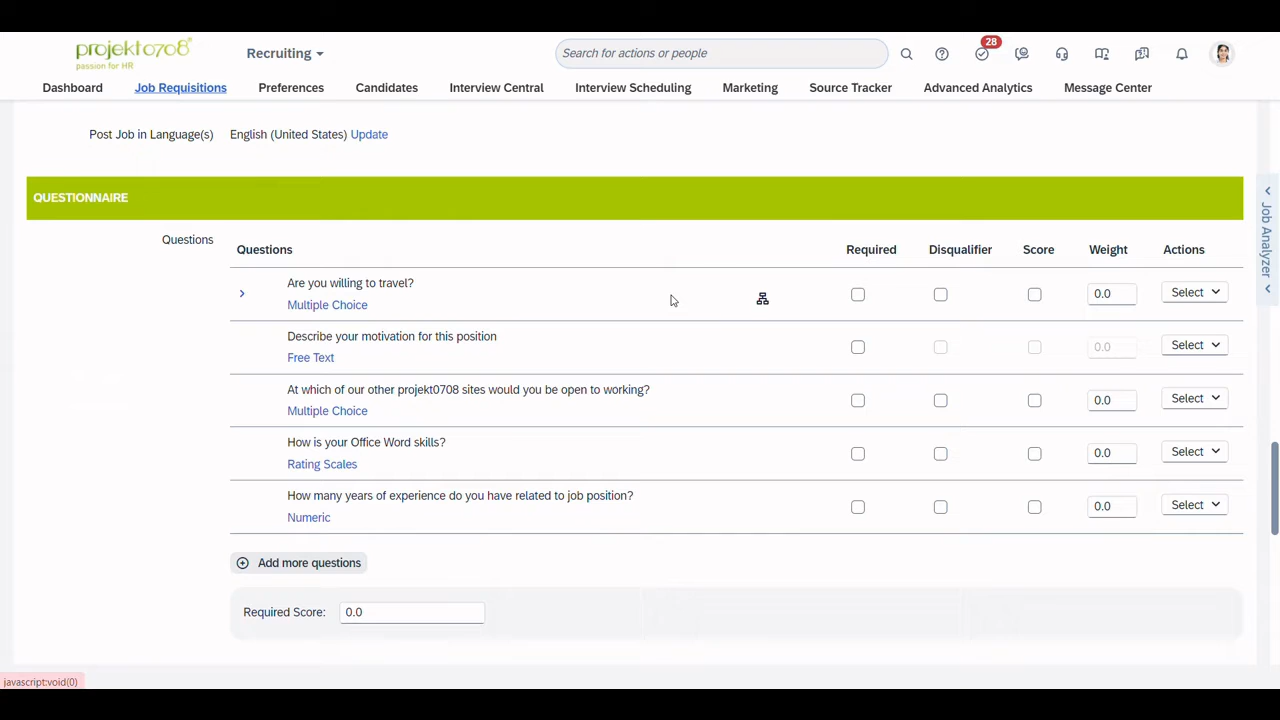 projekt0708®
passion for HR
Recruiting
Search for actions or people
28
Dashboard Job Requisitions Preferences Candidates Interview Central Interview Scheduling Marketing Source Tracker Advanced Analytics Message Center
Post Job in Language(s) English (United States) Update
Job Analyzer
QUESTIONNAIRE
Questions Questions Required Disqualifier Score Weight Actions
Are you willing to travel?
Multiple Choice 0.0 Select
Describe your motivation for this position
Free Text 0.0 Select
At which of our other projekt0708 sites would you be open to working?
Multiple Choice 0.0 Select
How is your Office Word skills?
Rating Scales 0.0 Select
How many years of experience do you have related to job position?
Numeric 0.0 Select
Add more questions
Required Score: 0.0
javascript:void(0)